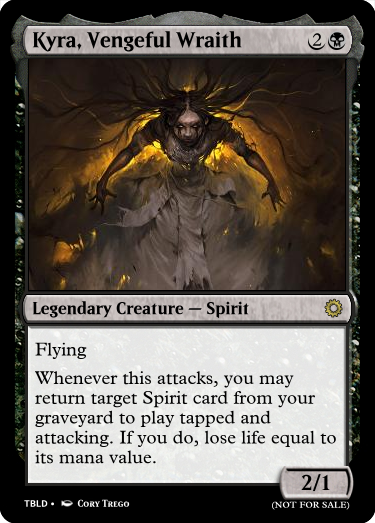 Kyra, Vengeful Wraith 2
Legendary Creature — Spirit
Flying
Whenever this attacks, you may
return target Spirit card from your
graveyard to play tapped and
attacking. If you do, lose life equal to
its mana value.
2/1
TBLD • Cory Trego
(NOT FOR SALE)